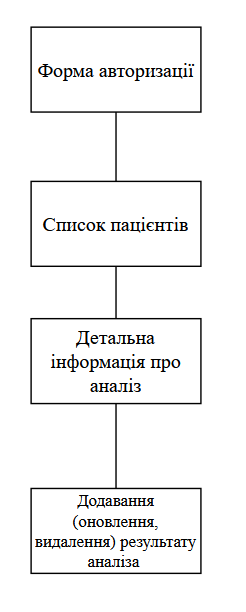 Форма авторизації
Список пацієнтів
Детальна
інформація про
аналіз
Додавання
(оновлення,
видалення) результату
аналіза